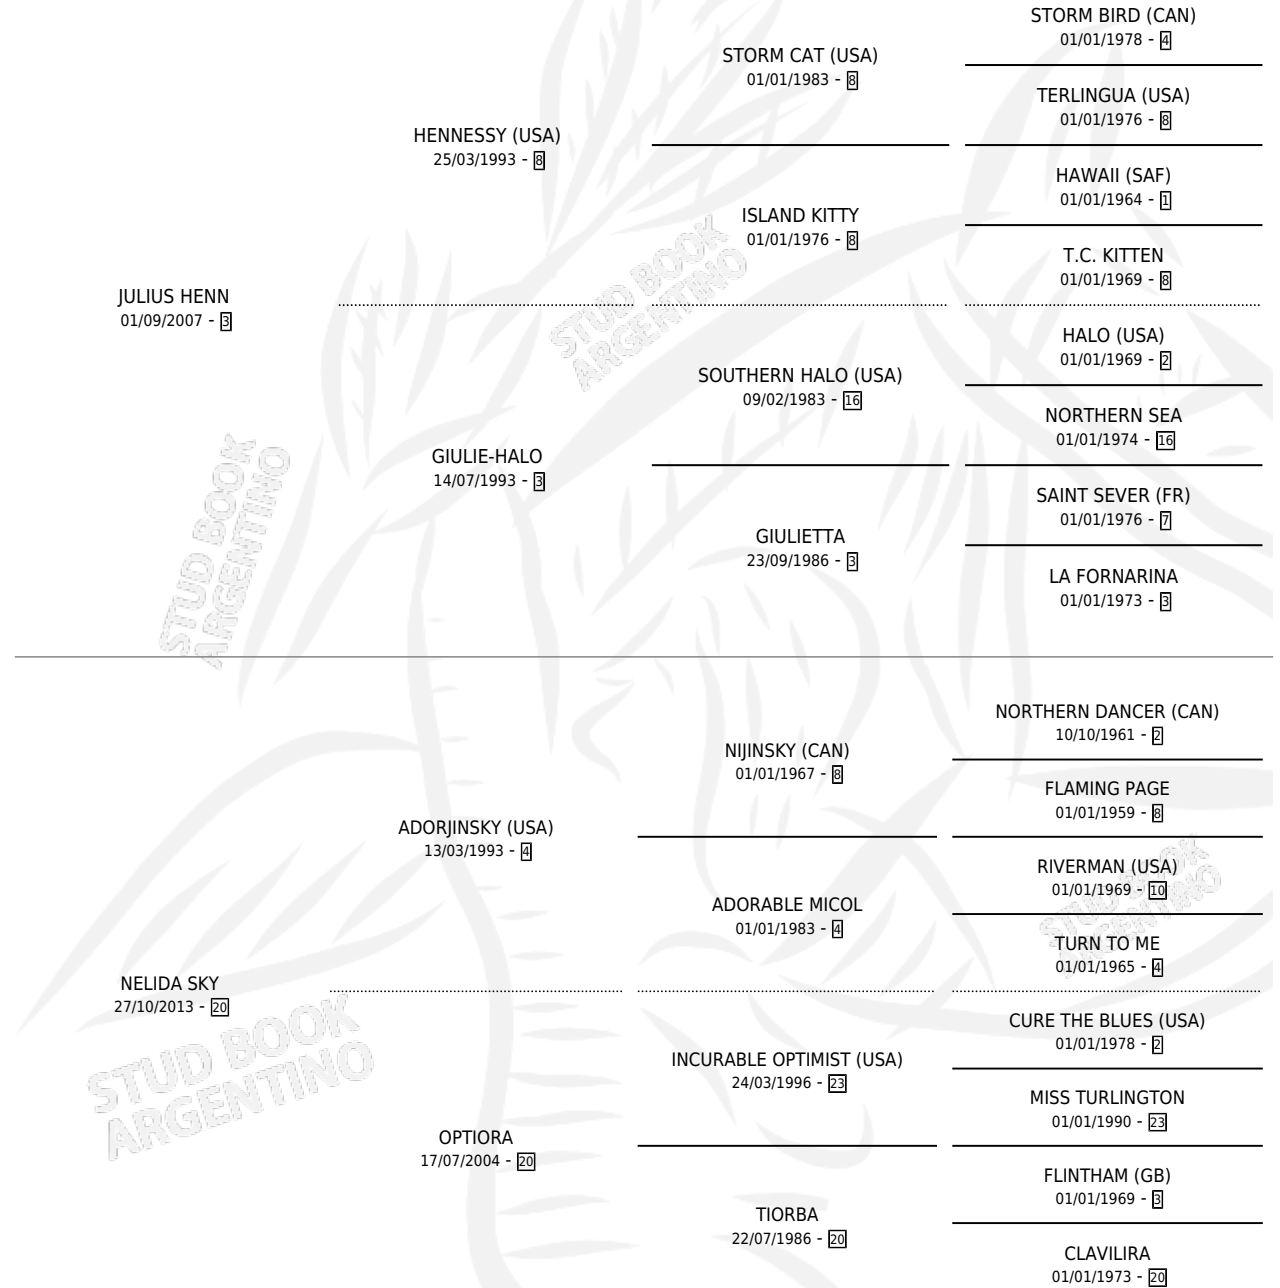 STORM BIRD (CAN)
01/01/1978 - 4
STORM CAT (USA)
01/01/1983 - 8
TERLINGUA (USA)
01/01/1976 - 8
HENNESSY (USA)
25/03/1993 - 8
HAWAII (SAF)
01/01/1964 - 1
ISLAND KITTY
01/01/1976 - 8
T.C. KITTEN
01/01/1969 - 8
JULIUS HENN
01/09/2007 - 3
HALO (USA)
01/01/1969 - 2
SOUTHERN HALO (USA)
09/02/1983 - 16
NORTHERN SEA
01/01/1974 - 16
GIULIE-HALO
14/07/1993 - 3
SAINT SEVER (FR)
01/01/1976 - 7
GIULIETTA
23/09/1986 - 3
LA FORNARINA
01/01/1973 - 3
NORTHERN DANCER (CAN)
10/10/1961 - 2
NIJINSKY (CAN)
01/01/1967 - 8
FLAMING PAGE
01/01/1959 - 8
ADORJINSKY (USA)
13/03/1993 - 4
RIVERMAN (USA)
01/01/1969 - 10
ADORABLE MICOL
01/01/1983 - 4
TURN TO ME
01/01/1965 - 4
NELIDA SKY
27/10/2013 - 20
CURE THE BLUES (USA)
01/01/1978 - 2
INCURABLE OPTIMIST (USA)
24/03/1996 - 23
MISS TURLINGTON
01/01/1990 - 23
OPTIORA
17/07/2004 - 20
FLINTHAM (GB)
01/01/1969 - 3
TIORBA
22/07/1986 - 20
CLAVILIRA
01/01/1973 - 20
STUD BOOK
ARGENTINO
STUD BOOK
ARGENTINO
STUD BOOK
ARGENTINO
STUD BOOK
ARGENTINO